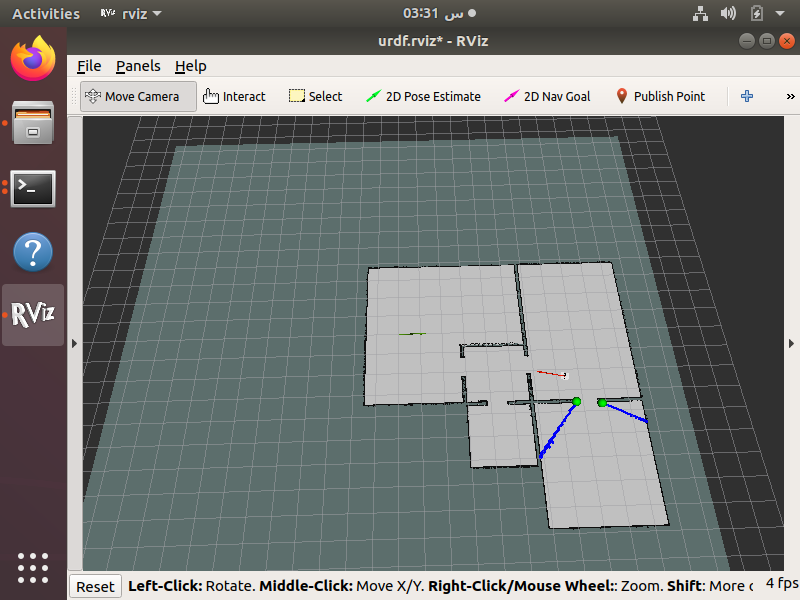 Activities RViz rviz 03:31 س
urdf.rviz* - RViz
File Panels Help
Move Camera Interact Select 2D Pose Estimate 2D Nav Goal Publish Point »
?
RViz
Reset Left-Click: Rotate. Middle-Click: Move X/Y. Right-Click/Mouse Wheel:: Zoom. Shift: More 4 fps